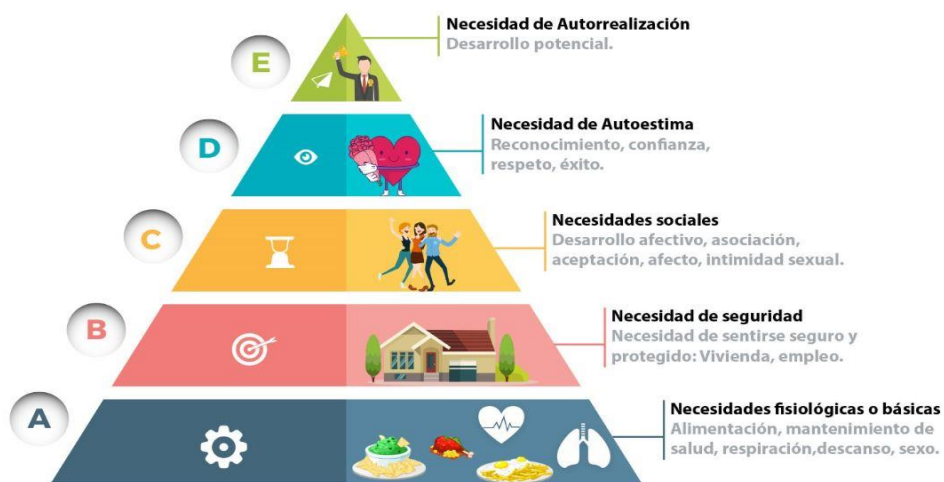 E
Necesidad de Autorrealización
Desarrollo potencial.
D
Necesidad de Autoestima
Reconocimiento, confianza,
respeto, éxito.
C
Necesidades sociales
Desarrollo afectivo, asociación,
aceptación, afecto, intimidad sexual.
B
Necesidad de seguridad
Necesidad de sentirse seguro y
protegido: Vivienda, empleo.
A
Necesidades fisiológicas o básicas
Alimentación, mantenimiento de
salud, respiración,descanso, sexo.